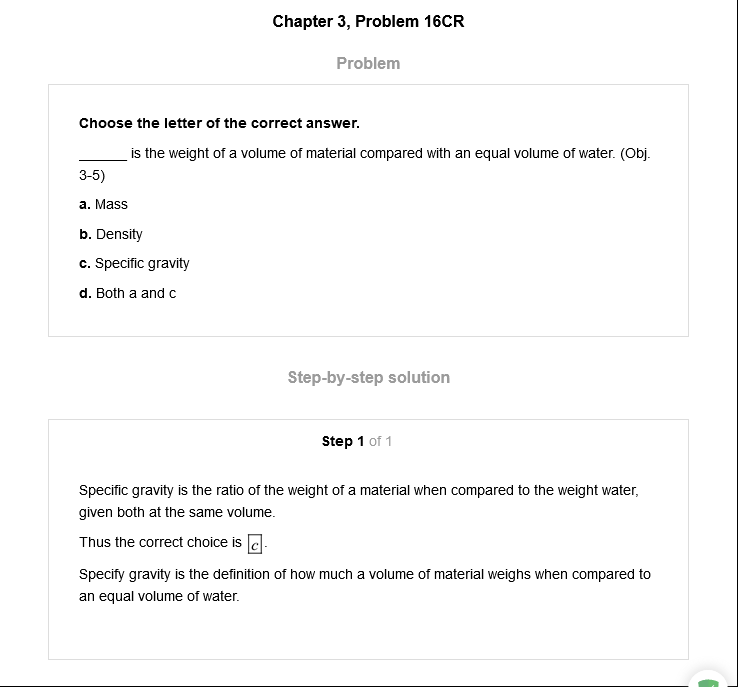 Chapter 3, Problem 16CR
Problem
Choose the letter of the correct answer.
______ is the weight of a volume of material compared with an equal volume of water. (Obj.
3-5)
a. Mass
b. Density
c. Specific gravity
d. Both a and c
Step-by-step solution
Step 1 of 1
Specific gravity is the ratio of the weight of a material when compared to the weight water,
given both at the same volume.
Thus the correct choice is c.
Specify gravity is the definition of how much a volume of material weighs when compared to
an equal volume of water.